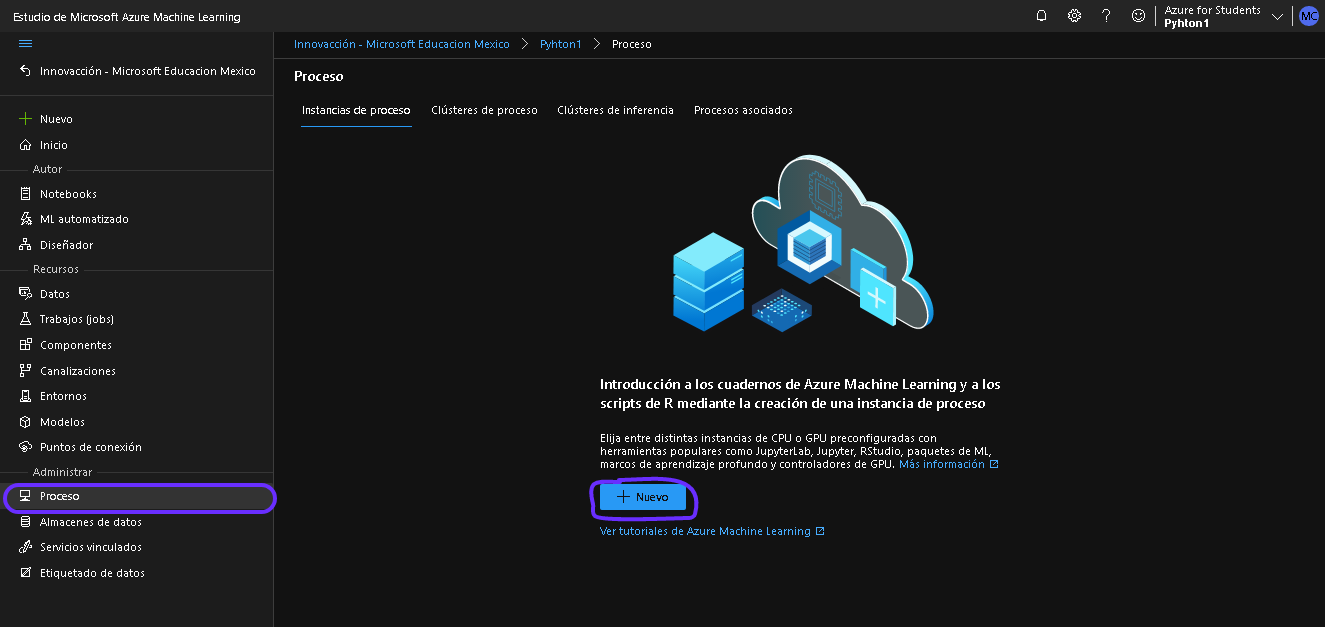 Estudio de Microsoft Azure Machine Learning
Azure for Students
Pyhton1
MC
Innovacción - Microsoft Educacion Mexico
Nuevo
Inicio
Autor
Notebooks
ML automatizado
Diseñador
Recursos
Datos
Trabajos (jobs)
Componentes
Canalizaciones
Entornos
Modelos
Puntos de conexión
Administrar
Proceso
Almacenes de datos
Servicios vinculados
Etiquetado de datos
Innovacción - Microsoft Educacion Mexico > Pyhton1 > Proceso
Proceso
Instancias de proceso Clústeres de proceso Clústeres de inferencia Procesos asociados
Introducción a los cuadernos de Azure Machine Learning y a los
scripts de R mediante la creación de una instancia de proceso
Elija entre distintas instancias de CPU o GPU preconfiguradas con
herramientas populares como JupyterLab, Jupyter, RStudio, paquetes de ML,
marcos de aprendizaje profundo y controladores de GPU. Más información
Nuevo
Ver tutoriales de Azure Machine Learning